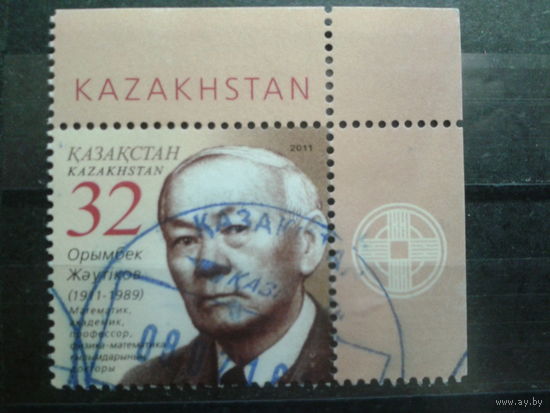 KAZAKHSTAN
ҚАЗАҚСТАН
KAZAKHSTAN
2011
32
Орымбек
Жәутіков
(1911-1989)
Математик,
академик,
профессор,
физика-математика
ғылымдарының
докторы
ҚАЗАҚСТАН
www.ay.by